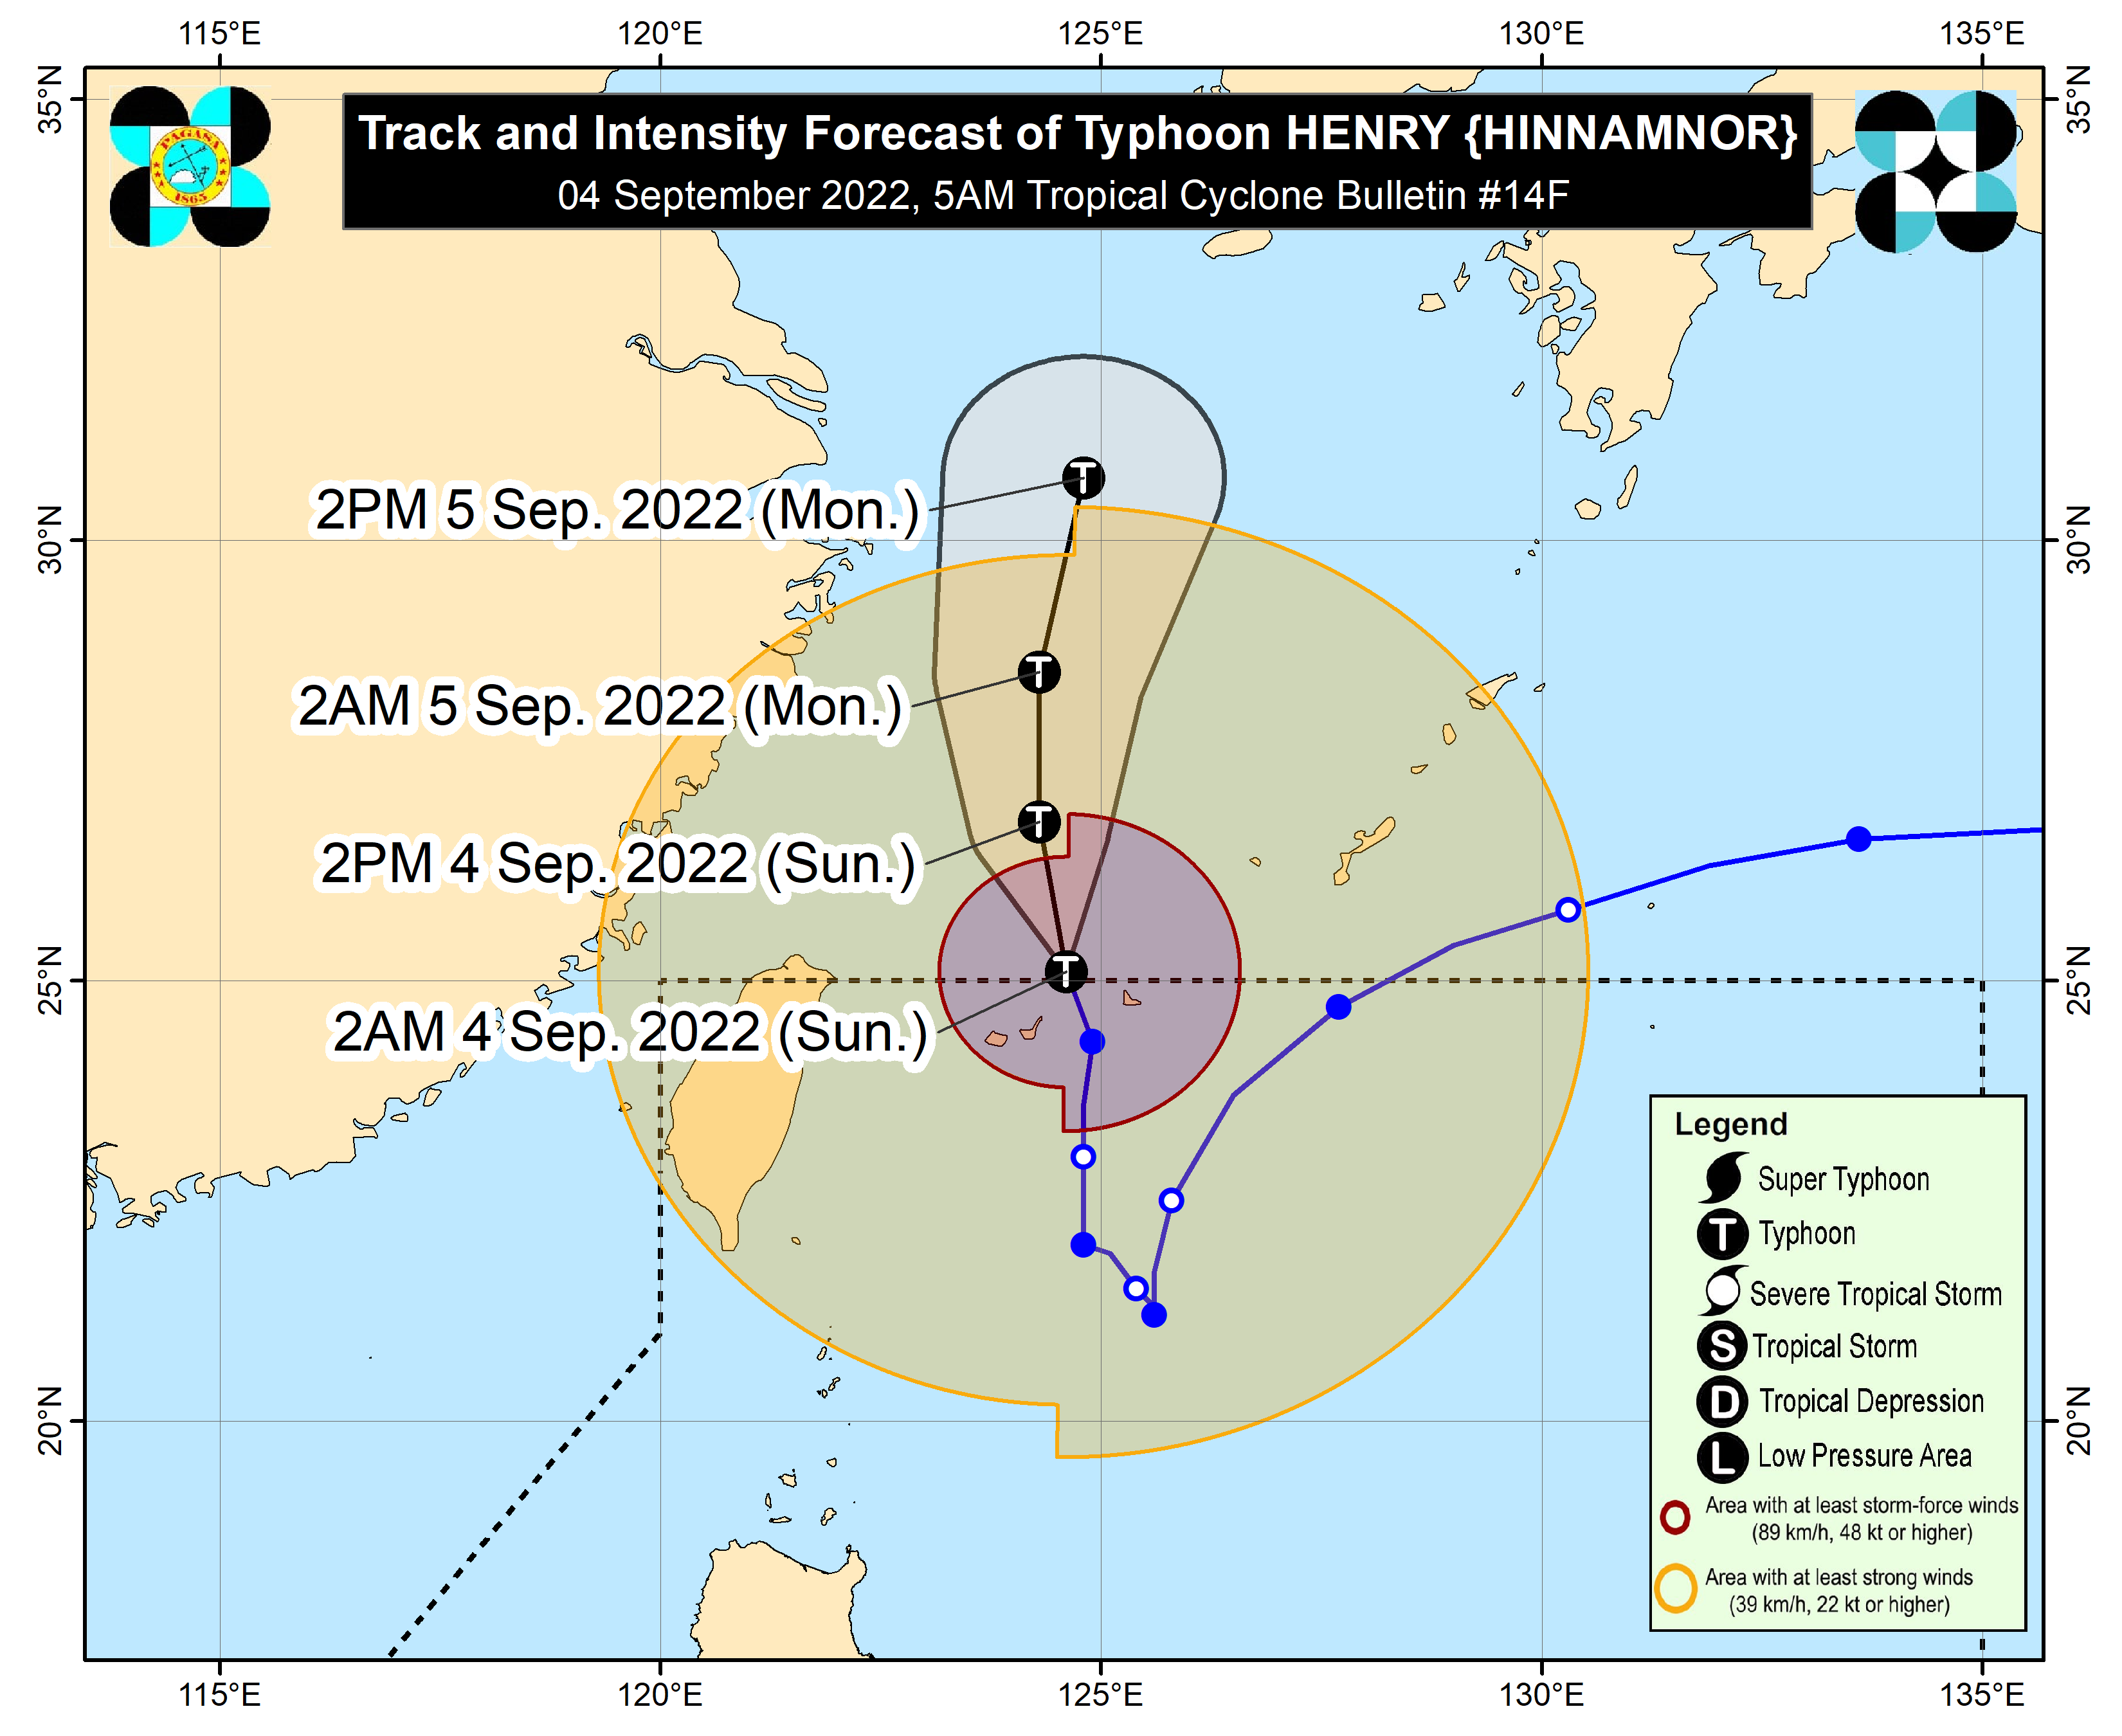 115°E 120°E 125°E 130°E 135°E
35°N 35°N
PAGASA
1865
Track and Intensity Forecast of Typhoon HENRY {HINNAMNOR}
04 September 2022, 5AM Tropical Cyclone Bulletin #14F
T
2PM 5 Sep. 2022 (Mon.)
30°N 30°N
T
2AM 5 Sep. 2022 (Mon.)
T
2PM 4 Sep. 2022 (Sun.)
T
25°N 25°N
2AM 4 Sep. 2022 (Sun.)
Legend
Super Typhoon
T Typhoon
Severe Tropical Storm
S Tropical Storm
D Tropical Depression
L Low Pressure Area
20°N 20°N
Area with at least storm-force winds
(89 km/h, 48 kt or higher)
Area with at least strong winds
(39 km/h, 22 kt or higher)
115°E 120°E 125°E 130°E 135°E